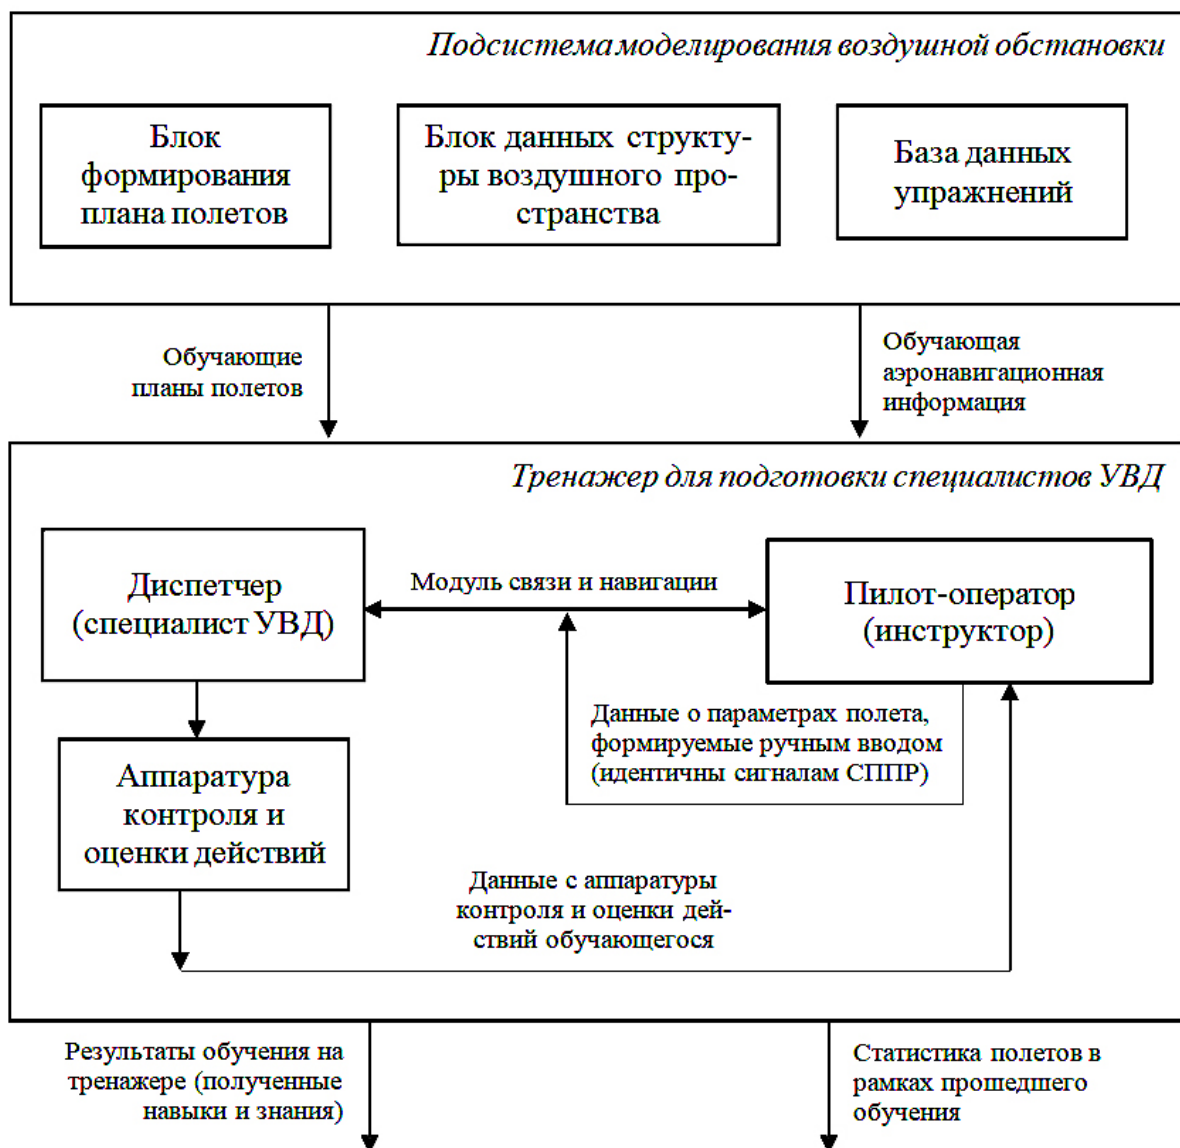 Подсистема моделирования воздушной обстановки
Блок
формирования
плана полетов
Блок данных структу-
ры воздушного про-
странства
База данных
упражнений
Обучающие
планы полетов
Обучающая
аэронавигационная
информация
Тренажер для подготовки специалистов УВД
Диспетчер
(специалист УВД)
Модуль связи и навигации
Пилот-оператор
(инструктор)
Данные о параметрах полета,
формируемые ручным вводом
(идентичны сигналам СППР)
Аппаратура
контроля и
оценки действий
Данные с аппаратуры
контроля и оценки дей-
ствий обучающегося
Результаты обучения на
тренажере (полученные
навыки и знания)
Статистика полетов в
рамках прошедшего
обучения